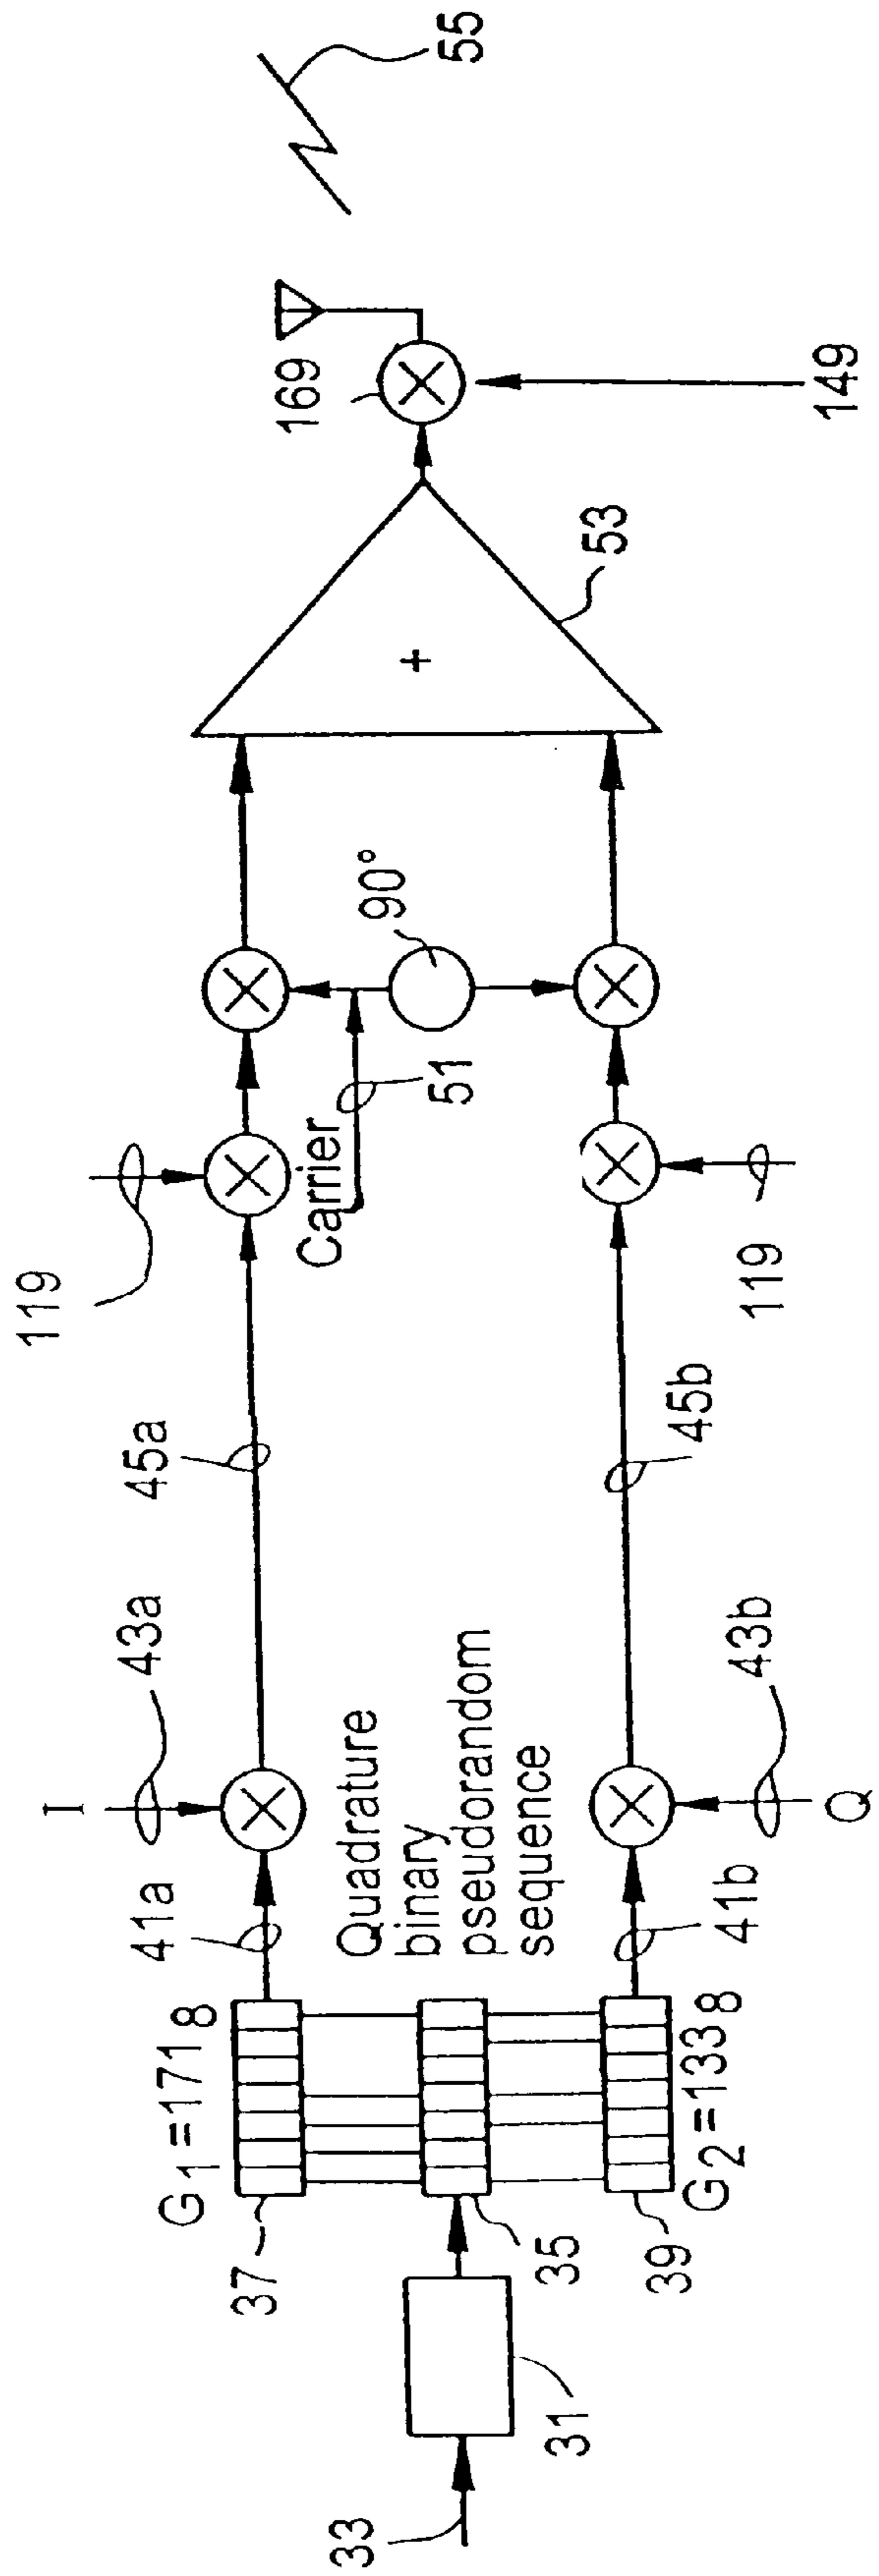 33
31
35
37
G1 = 1718
39
G2 = 1338
41a
41b
Quadrature
binary
pseudorandom
sequence
I
43a
Q
43b
45a
45b
119
119
Carrier
51
90°
+
53
169
149
55